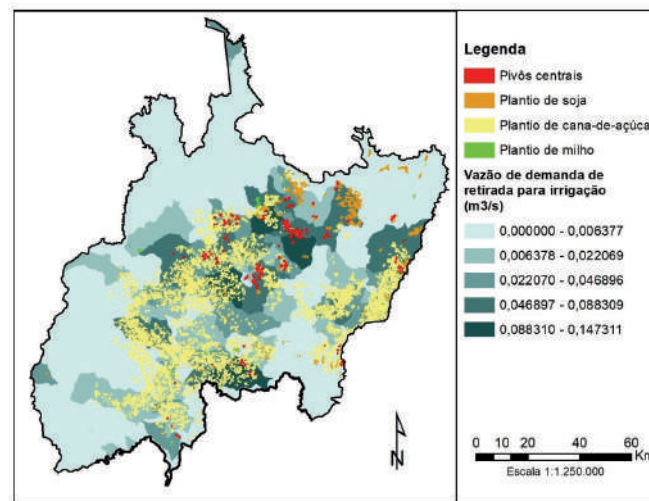 Legenda
Pivôs centrais
Plantio de soja
Plantio de cana-de-açúca
Plantio de milho
Vazão de demanda de
retirada para irrigação
(m3/s)
0,000000 - 0,006377
0,006378 - 0,022069
0,022070 - 0,046896
0,046897 - 0,088309
0,088310 - 0,147311
N
0 10 20 40 60
Km
Escala 1:1.250.000